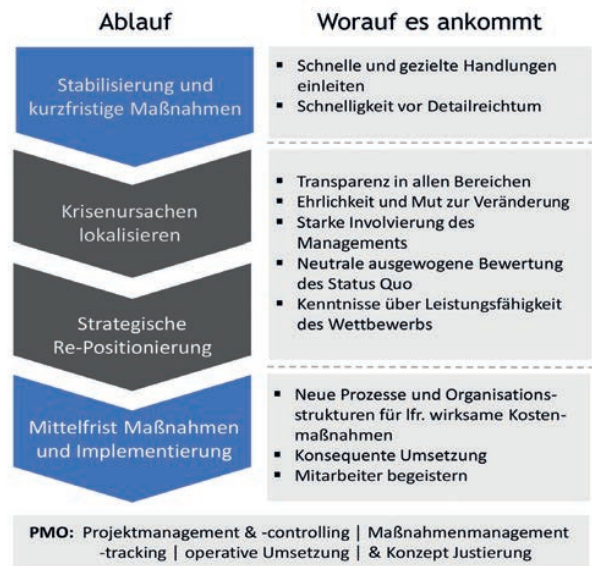 Ablauf
Worauf es ankommt
Stabilisierung und
kurzfristige Maßnahmen
▪ Schnelle und gezielte Handlungen
einleiten
▪ Schnelligkeit vor Detailreichtum
Krisenursachen
lokalisieren
Strategische
Re-Positionierung
▪ Transparenz in allen Bereichen
▪ Ehrlichkeit und Mut zur Veränderung
▪ Starke Involvierung des
Managements
▪ Neutrale ausgewogene Bewertung
des Status Quo
▪ Kenntnisse über Leistungsfähigkeit
des Wettbewerbs
Mittelfrist Maßnahmen
und Implementierung
▪ Neue Prozesse und Organisations-
strukturen für lfr. wirksame Kosten-
maßnahmen
▪ Konsequente Umsetzung
▪ Mitarbeiter begeistern
PMO: Projektmanagement & -controlling | Maßnahmenmanagement
-tracking | operative Umsetzung | & Konzept Justierung